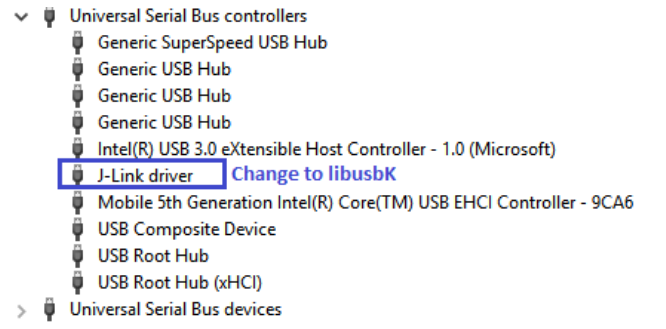 Universal Serial Bus controllers
Generic SuperSpeed USB Hub
Generic USB Hub
Generic USB Hub
Generic USB Hub
Intel(R) USB 3.0 eXtensible Host Controller - 1.0 (Microsoft)
J-Link driver Change to libusbK
Mobile 5th Generation Intel(R) Core(TM) USB EHCI Controller - 9CA6
USB Composite Device
USB Root Hub
USB Root Hub (xHCI)
Universal Serial Bus devices